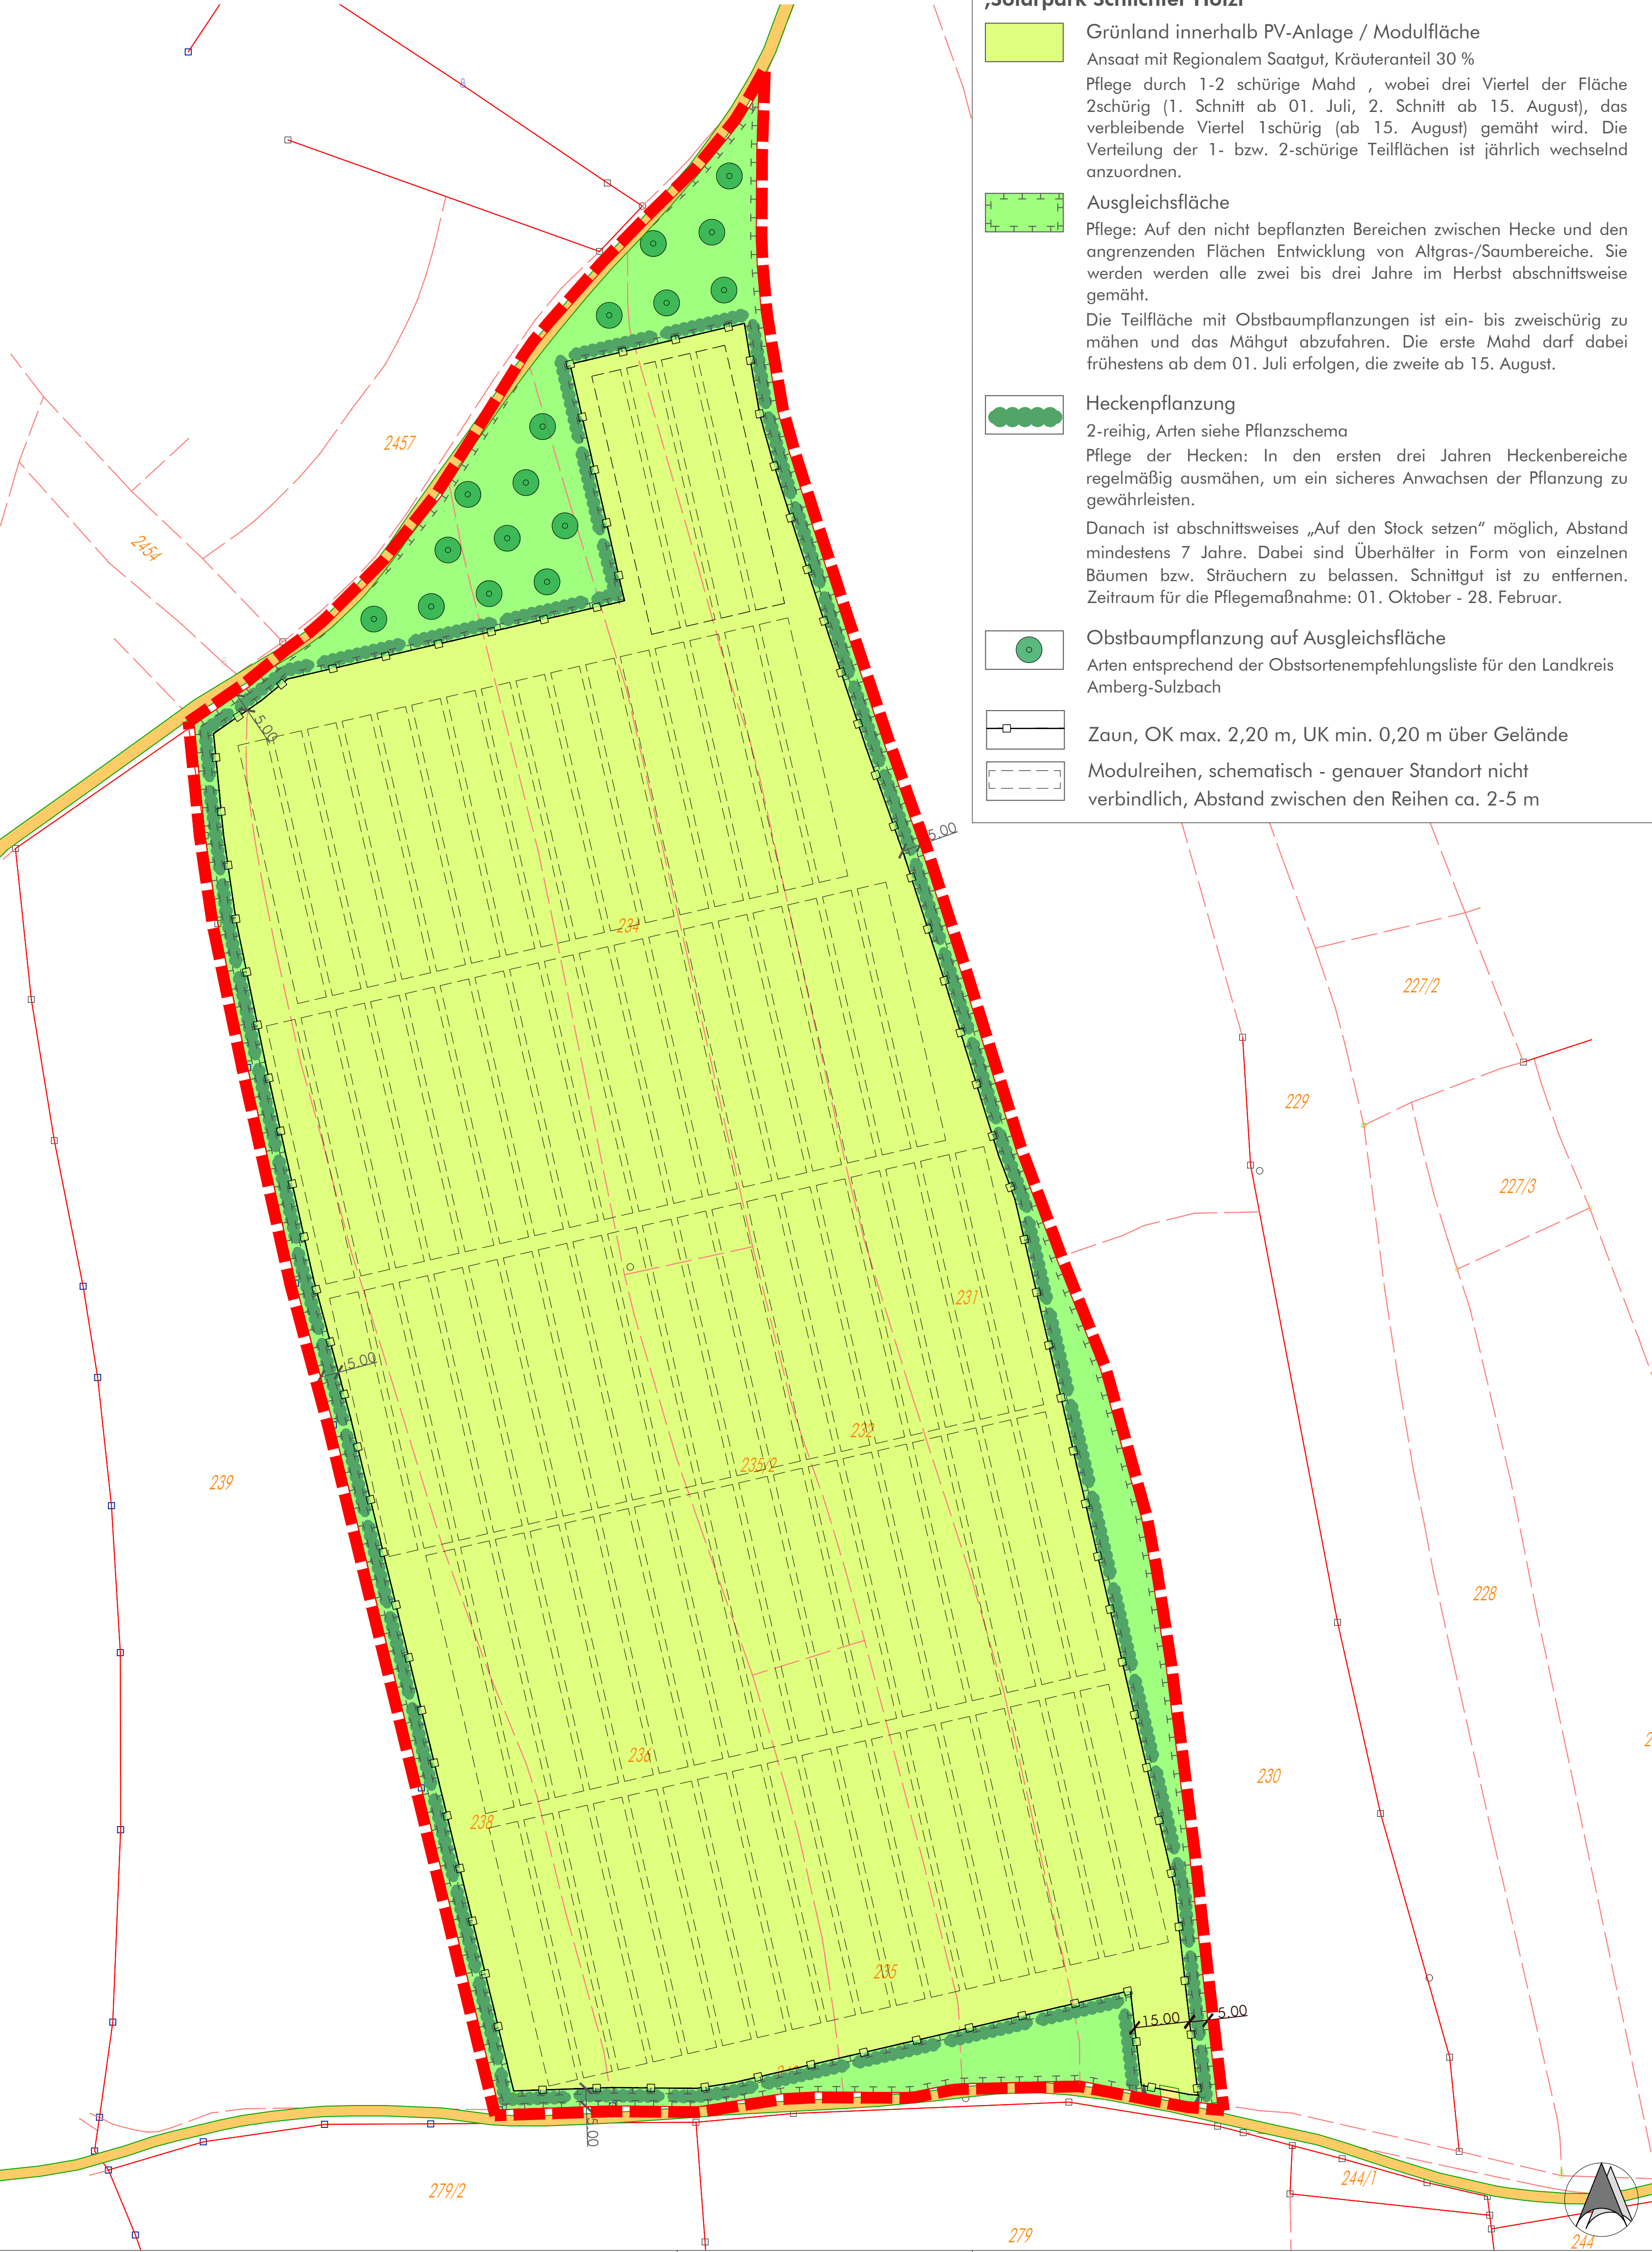 ‚Solarpark Schlichter Holzl‘
Grünland innerhalb PV-Anlage / Modulfläche
Ansaat mit Regionalem Saatgut, Kräuteranteil 30 %
Pflege durch 1-2 schürige Mahd , wobei drei Viertel der Fläche
2schürig (1. Schnitt ab 01. Juli, 2. Schnitt ab 15. August), das
verbleibende Viertel 1schürig (ab 15. August) gemäht wird. Die
Verteilung der 1- bzw. 2-schürige Teilflächen ist jährlich wechselnd
anzuordnen.
Ausgleichsfläche
Pflege: Auf den nicht bepflanzten Bereichen zwischen Hecke und den
angrenzenden Flächen Entwicklung von Altgras-/Saumbereiche. Sie
werden werden alle zwei bis drei Jahre im Herbst abschnittsweise
gemäht.
Die Teilfläche mit Obstbaumpflanzungen ist ein- bis zweischürig zu
mähen und das Mähgut abzufahren. Die erste Mahd darf dabei
frühestens ab dem 01. Juli erfolgen, die zweite ab 15. August.
Heckenpflanzung
2-reihig, Arten siehe Pflanzschema
Pflege der Hecken: In den ersten drei Jahren Heckenbereiche
regelmäßig ausmähen, um ein sicheres Anwachsen der Pflanzung zu
gewährleisten.
Danach ist abschnittsweises „Auf den Stock setzen“ möglich, Abstand
mindestens 7 Jahre. Dabei sind Überhälter in Form von einzelnen
Bäumen bzw. Sträuchern zu belassen. Schnittgut ist zu entfernen.
Zeitraum für die Pflegemaßnahme: 01. Oktober - 28. Februar.
Obstbaumpflanzung auf Ausgleichsfläche
Arten entsprechend der Obstsortenempfehlungsliste für den Landkreis
Amberg-Sulzbach
Zaun, OK max. 2,20 m, UK min. 0,20 m über Gelände
Modulreihen, schematisch - genauer Standort nicht
verbindlich, Abstand zwischen den Reihen ca. 2-5 m
2457
2454
5.00
5.00
234
227/2
229
227/3
231
5.00
232
235/2
239
228
236
230
238
235
15.00
5.00
5.00
279/2
244/1
279
244